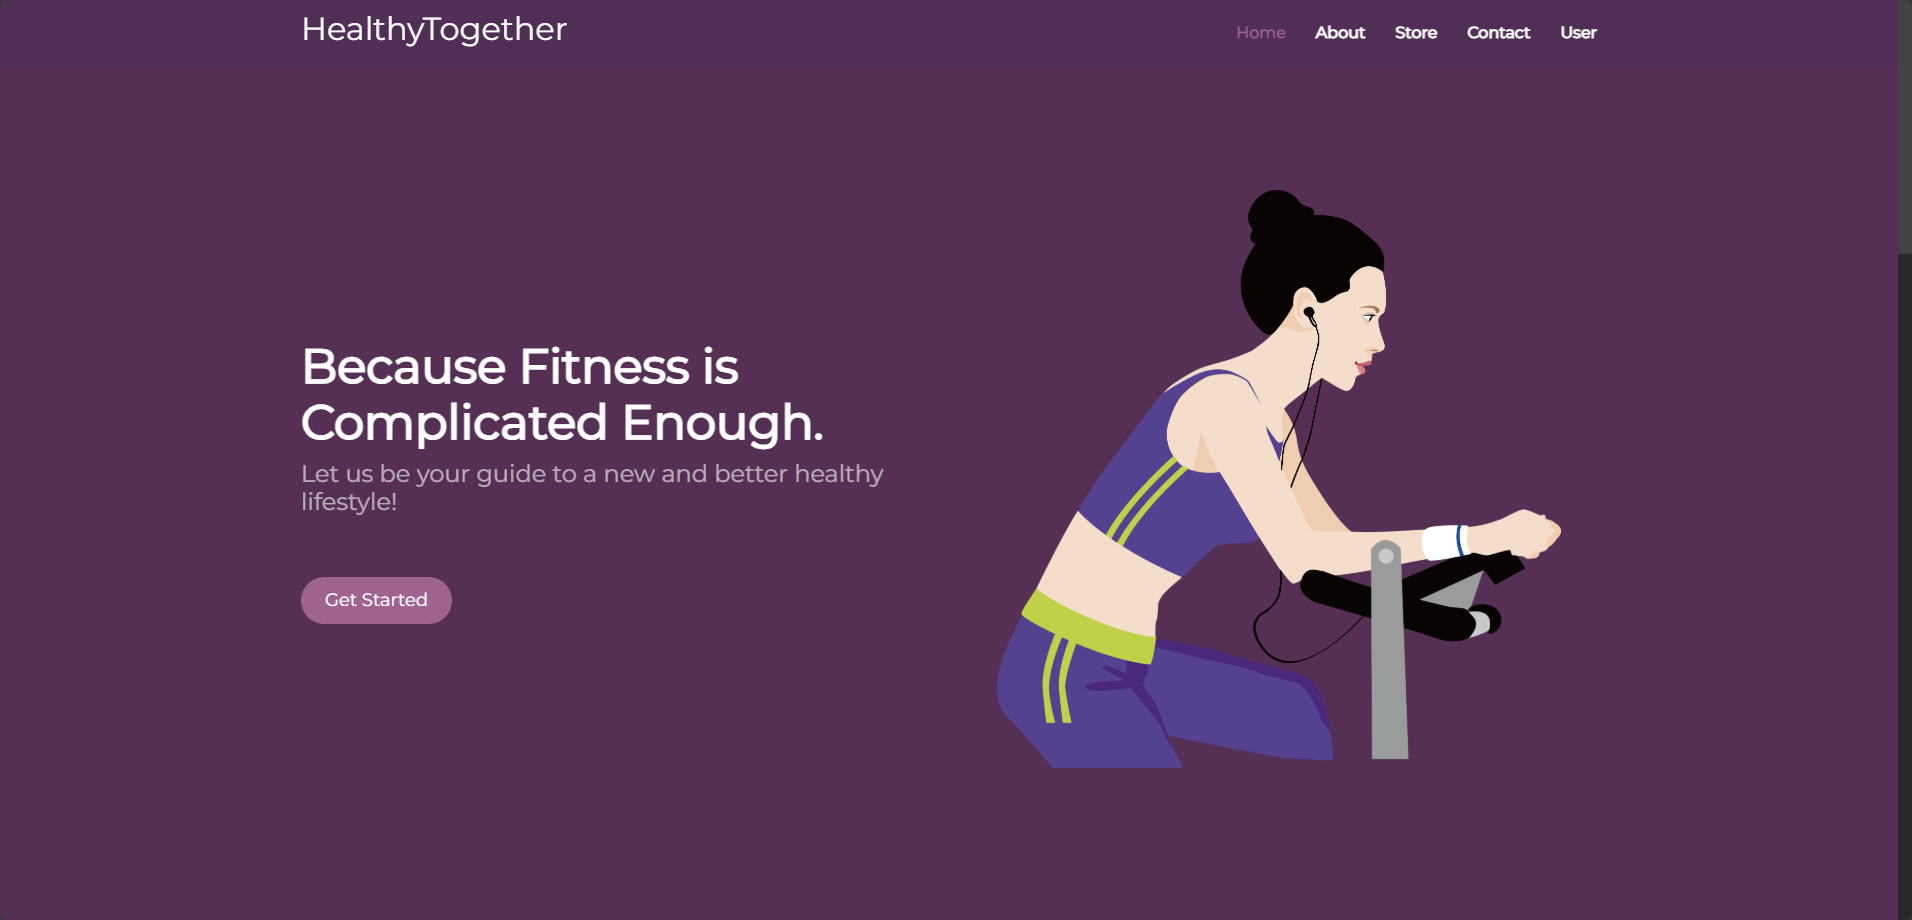 HealthyTogether
Home About Store Contact User
Because Fitness is
Complicated Enough.
Let us be your guide to a new and better healthy
lifestyle!
Get Started